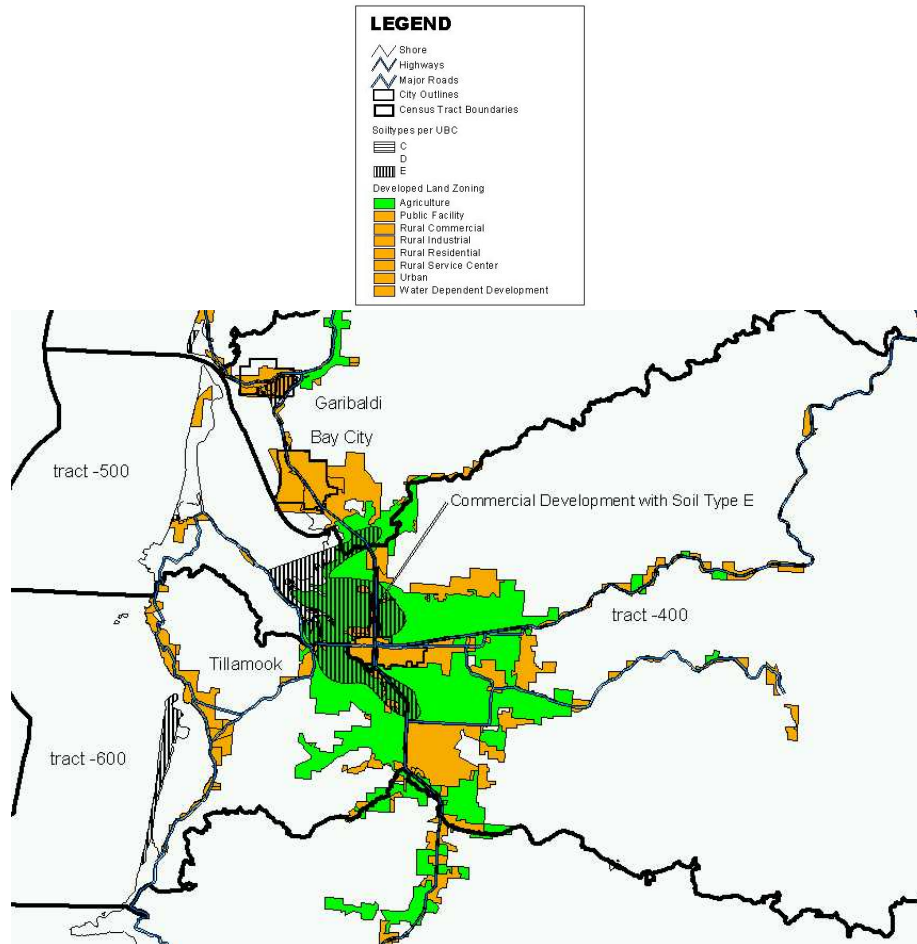 LEGEND
Shore
Highways
Major Roads
City Outlines
Census Tract Boundaries
Soiltypes per UBC
C
D
E
Developed Land Zoning
Agriculture
Public Facility
Rural Commercial
Rural Industrial
Rural Residential
Rural Service Center
Urban
Water Dependent Development
Garibaldi
Bay City
tract -500
Commercial Development with Soil Type E
tract -400
Tillamook
tract -600